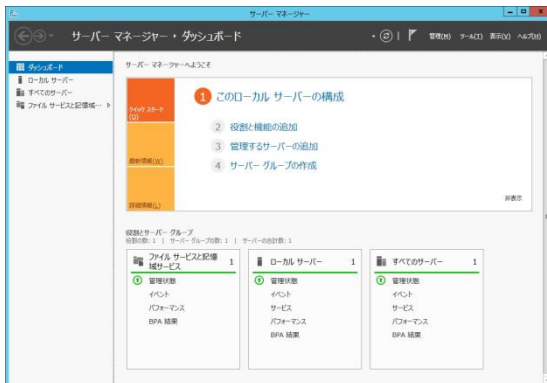 サーバー マネージャー
サーバー マネージャー・ダッシュボード
管理(M) ツール(T) 表示(V) ヘルプ(H)
ダッシュボード
ローカル サーバー
すべてのサーバー
ファイル サービスと記憶域…
サーバー マネージャーへようこそ
クイック スタート(Q)
最新情報(W)
詳細情報(L)
1 このローカル サーバーの構成
2 役割と機能の追加
3 管理するサーバーの追加
4 サーバー グループの作成
非表示
役割とサーバー グループ
役割の数: 1 | サーバー グループの数: 1 | サーバーの合計数: 1
ファイル サービスと記憶域サービス 1
管理状態
イベント
パフォーマンス
BPA 結果
ローカル サーバー 1
管理状態
イベント
サービス
パフォーマンス
BPA 結果
すべてのサーバー 1
管理状態
イベント
サービス
パフォーマンス
BPA 結果